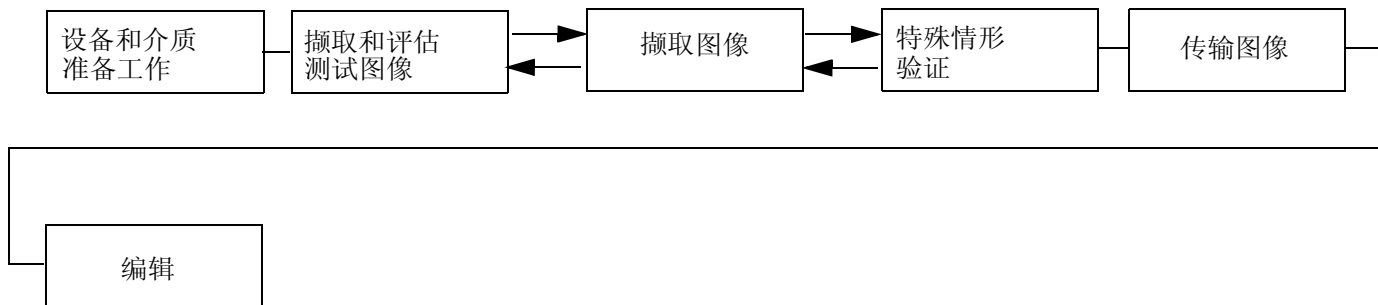 设备和介质
准备工作
撷取和评估
测试图像
撷取图像
特殊情形
验证
传输图像
编辑